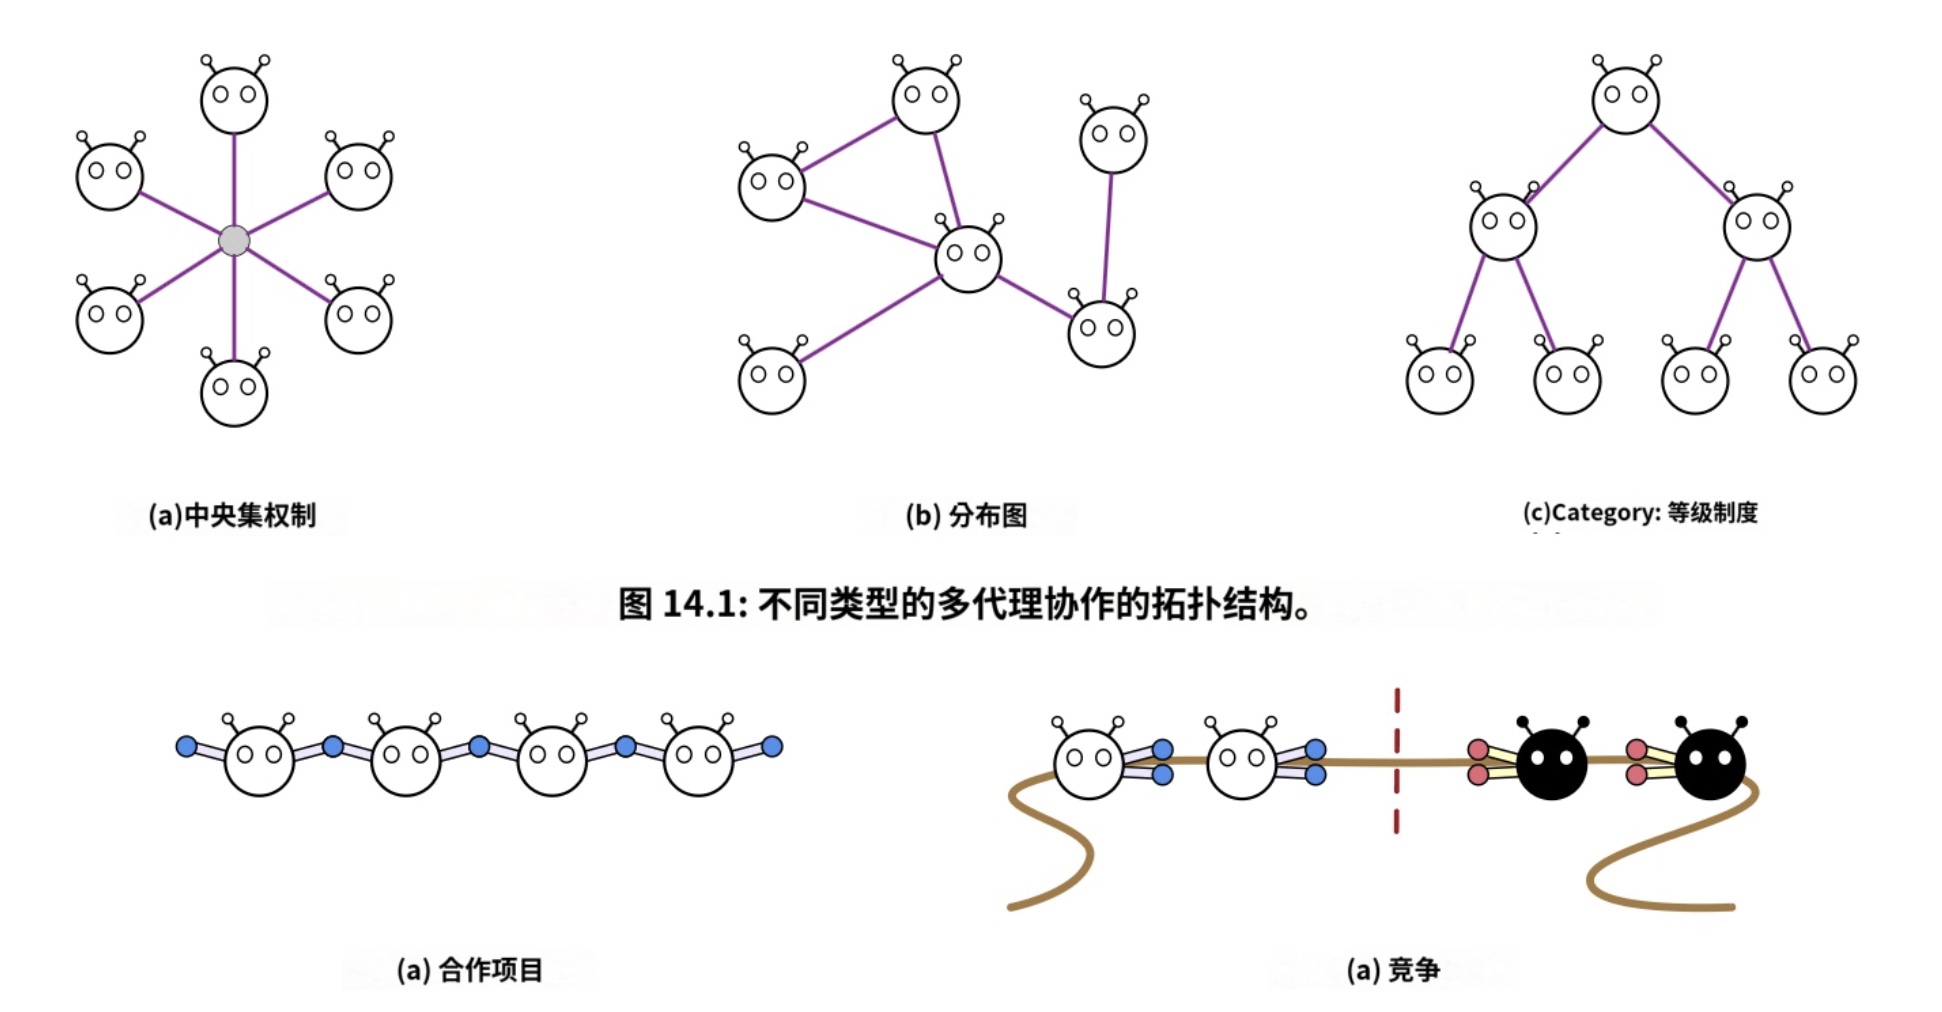 (a)中央集权制
(b) 分布图
(c)Category: 等级制度
图 14.1: 不同类型的多代理协作的拓扑结构。
(a) 合作项目
(a) 竞争